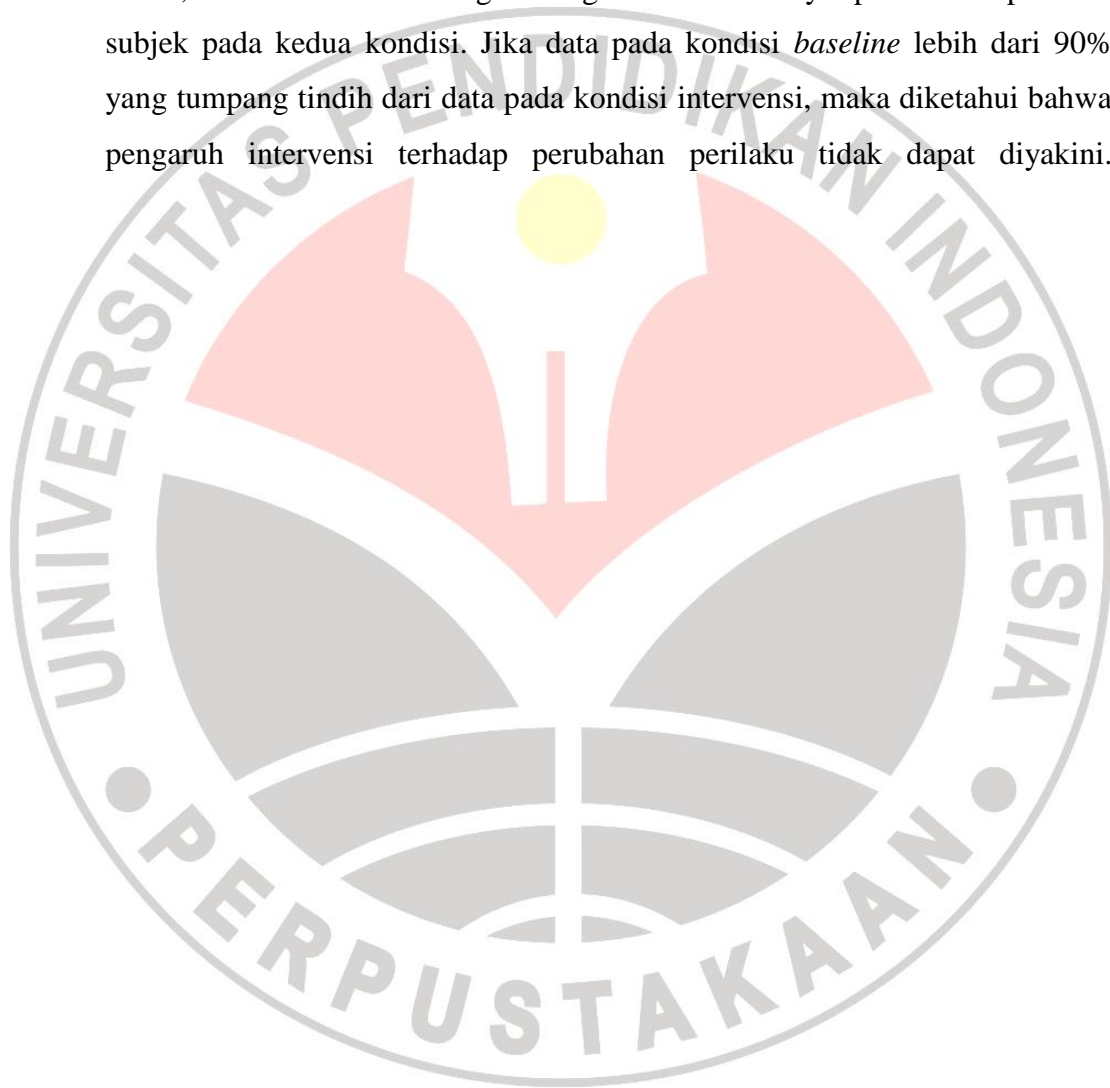 subjek pada kedua kondisi. Jika data pada kondisi baseline lebih dari 90%
yang tumpang tindih dari data pada kondisi intervensi, maka diketahui bahwa
pengaruh intervensi terhadap perubahan perilaku tidak dapat diyakini.
UNIVERSITAS PENDIDIKAN INDONESIA
PERPUSTAKAAN